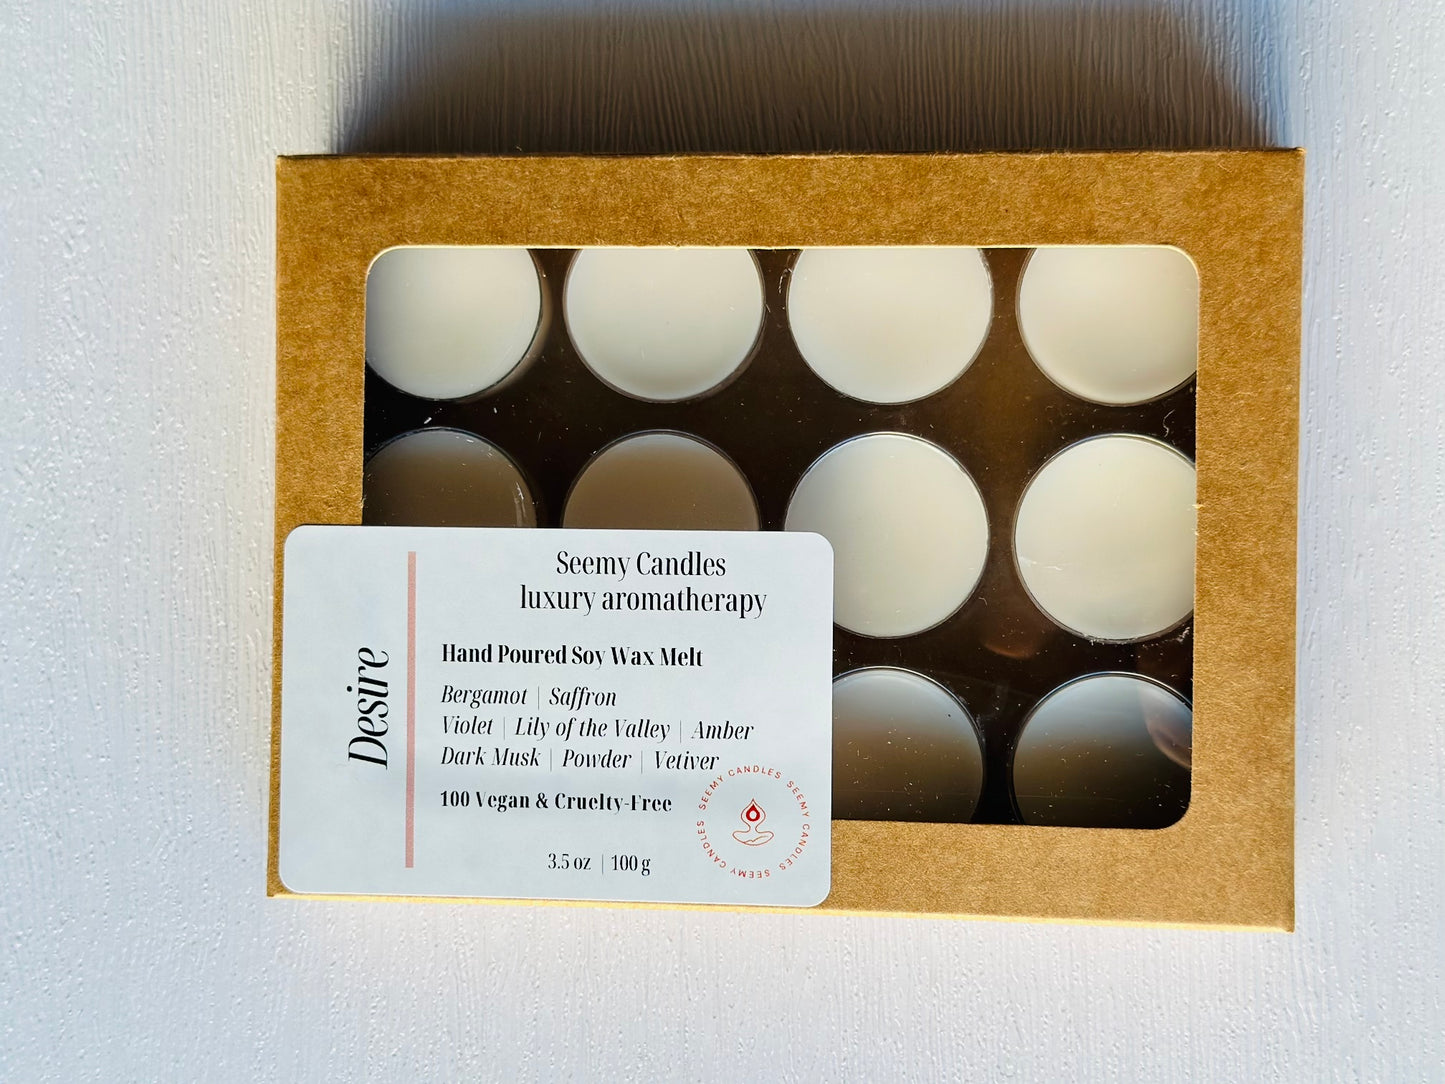 Desire
Seemy Candles
luxury aromatherapy
Hand Poured Soy Wax Melt
Bergamot | Saffron
Violet | Lily of the Valley | Amber
Dark Musk | Powder | Vetiver
100 Vegan & Cruelty-Free
3.5 oz | 100 g
SEEMY CANDLES SEEMY CANDLES SEEMY CANDLES